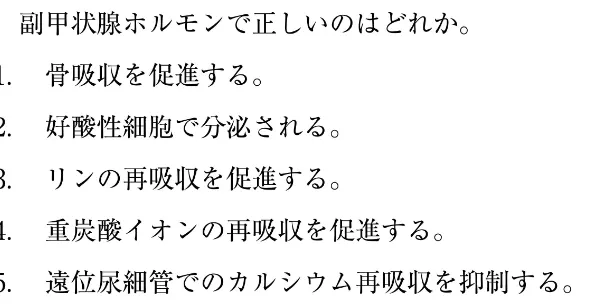 副甲状腺ホルモンで正しいのはどれか。
1. 骨吸収を促進する。
2. 好酸性細胞で分泌される。
3. リンの再吸収を促進する。
4. 重炭酸イオンの再吸収を促進する。
5. 遠位尿細管でのカルシウム再吸収を抑制する。